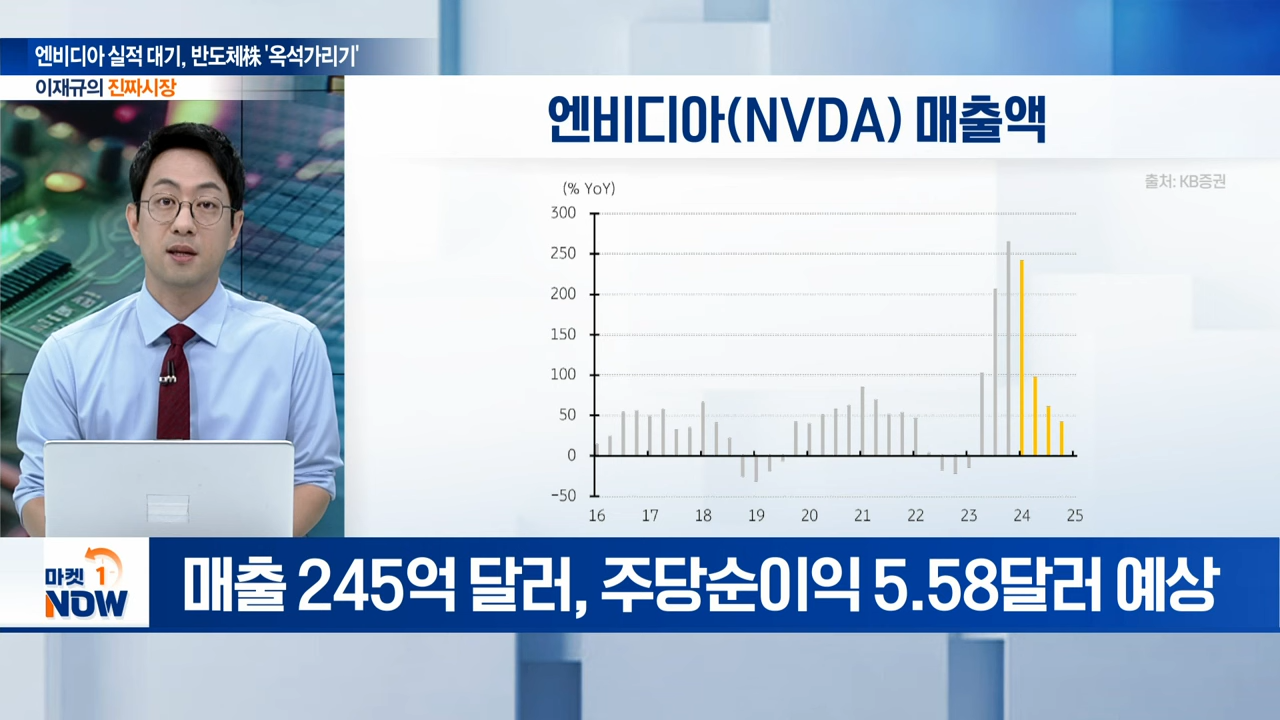 엔비디아 실적 대기, 반도체株 '옥석가리기'
이재규의 진짜시장
엔비디아(NVDA) 매출액
출처: KB증권
(% YoY)
300
250
200
150
100
50
0
-50
16 17 18 19 20 21 22 23 24 25
마켓 1
NOW
매출 245억 달러, 주당순이익 5.58달러 예상